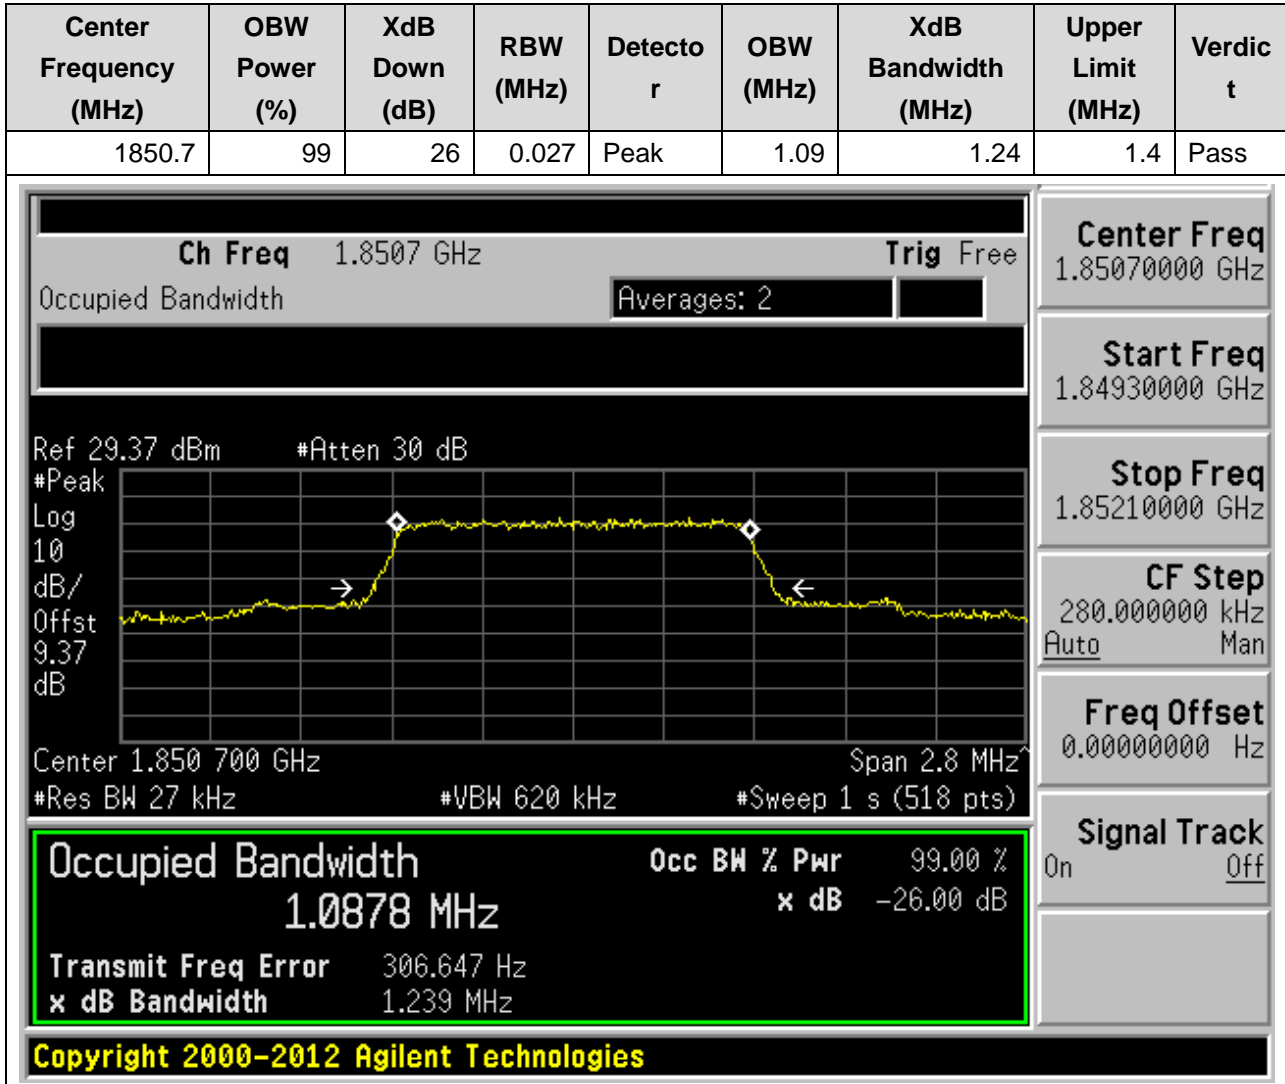 Center Frequency (MHz) OBW Power (%) XdB Down (dB) RBW (MHz) Detecto r OBW (MHz) XdB Bandwidth (MHz) Upper Limit (MHz) Verdic t
1850.7 99 26 0.027 Peak 1.09 1.24 1.4 Pass
Ch Freq 1.8507 GHz Trig Free
Occupied Bandwidth Averages: 2
Ref 29.37 dBm #Atten 30 dB
#Peak
Log
10
dB/
Offst
9.37
dB
Center 1.850 700 GHz Span 2.8 MHz^
#Res BW 27 kHz #VBW 620 kHz #Sweep 1 s (518 pts)
Occupied Bandwidth Occ BW % Pwr 99.00 %
1.0878 MHz x dB -26.00 dB
Transmit Freq Error 306.647 Hz
x dB Bandwidth 1.239 MHz
Copyright 2000-2012 Agilent Technologies
Center Freq
1.85070000 GHz
Start Freq
1.84930000 GHz
Stop Freq
1.85210000 GHz
CF Step
280.000000 kHz
Auto Man
Freq Offset
0.00000000 Hz
Signal Track
On Off